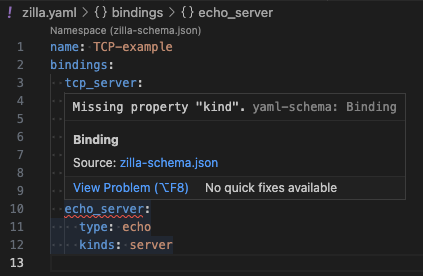 ! zilla.yaml > {} bindings > {} echo_server
Namespace (zilla-schema.json)
1 name: TCP-example
2 bindings:
3 tcp_server:
4
Missing property "kind". yaml-schema: Binding
5
6
Binding
7
Source: zilla-schema.json
8
9
View Problem (⌥F8) No quick fixes available
10 echo_server:
11 type: echo
12 kinds: server
13